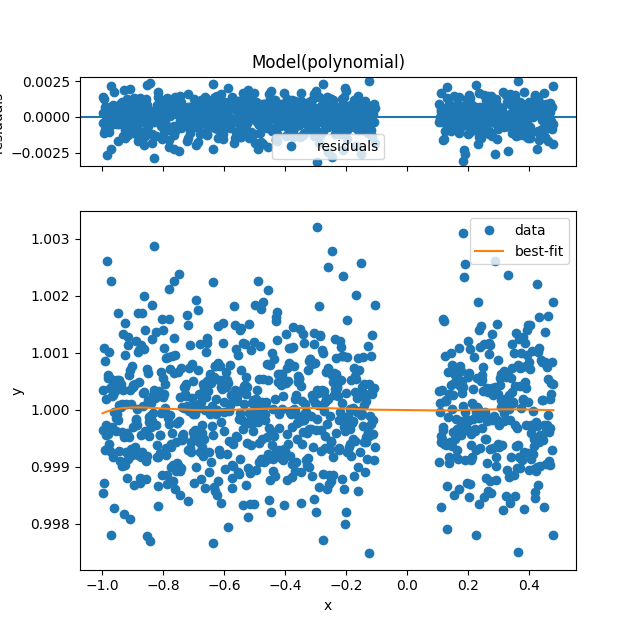 Model(polynomial)
0.0025
0.0000
−0.0025
residuals
1.003
1.002
1.001
1.000
0.999
0.998
y
data
best-fit
−1.0 −0.8 −0.6 −0.4 −0.2 0.0 0.2 0.4
x